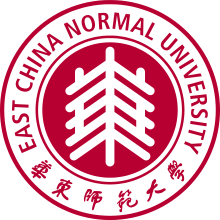 EAST CHINA NORMAL UNIVERSITY
華東師範大學